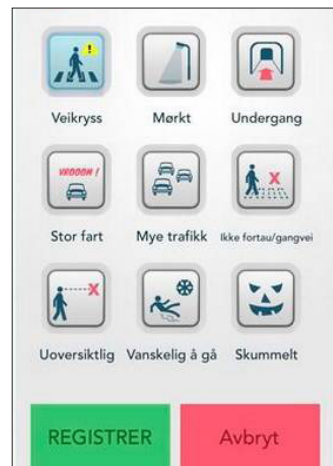 !
Veikryss Mørkt Undergang
VROOOM !
X
Stor fart Mye trafikk Ikke fortau/gangvei
X
Uoversiktlig Vanskelig å gå Skummelt
REGISTRER Avbryt